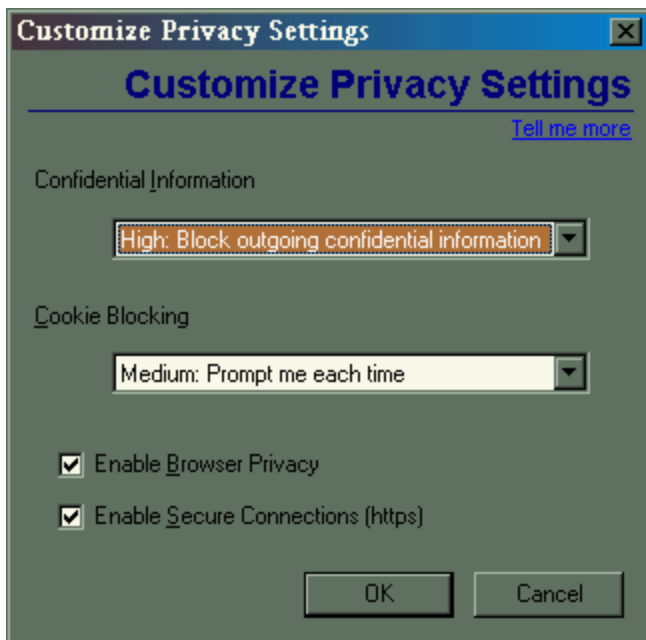 Customize Privacy Settings
Customize Privacy Settings
Tell me more
Confidential Information
High: Block outgoing confidential information
Cookie Blocking
Medium: Prompt me each time
Enable Browser Privacy
Enable Secure Connections (https)
OK Cancel